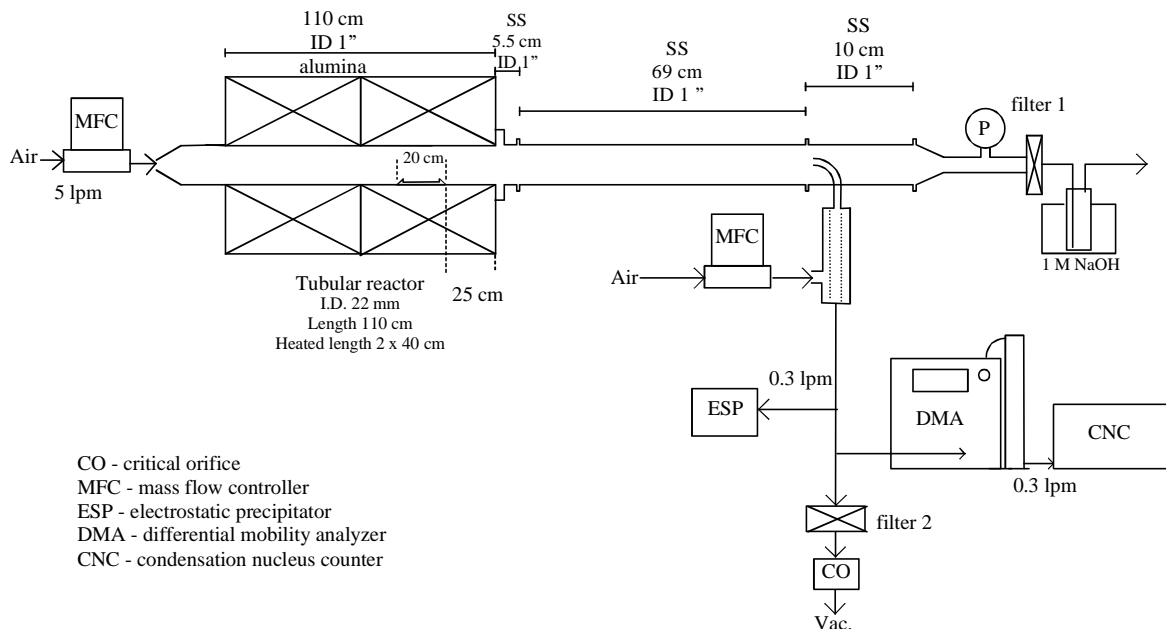 110 cm
ID 1”
alumina
SS
5.5 cm
ID 1”
SS
69 cm
ID 1 ”
SS
10 cm
ID 1”
filter 1
P
MFC
Air
5 lpm
20 cm
1 M NaOH
MFC
Air
Tubular reactor
I.D. 22 mm
Length 110 cm
Heated length 2 x 40 cm
25 cm
0.3 lpm
ESP
DMA
CNC
0.3 lpm
CO - critical orifice
MFC - mass flow controller
ESP - electrostatic precipitator
DMA - differential mobility analyzer
CNC - condensation nucleus counter
filter 2
CO
Vac.